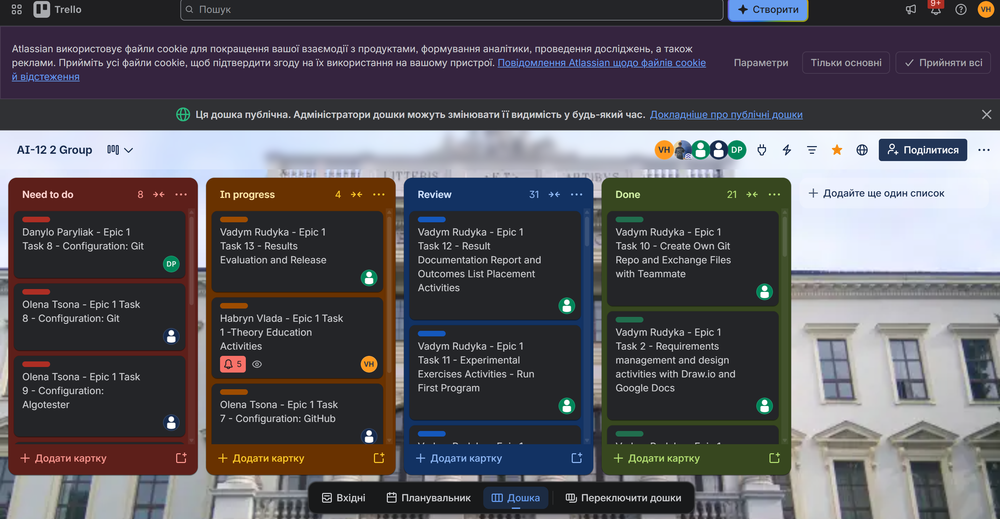 Trello
Пошук
Створити
9+
VH
Atlassian використовує файли cookie для покращення вашої взаємодії з продуктами, формування аналітики, проведення досліджень, а також
реклами. Прийміть усі файли cookie, щоб підтвердити згоду на їх використання на вашому пристрої. Повідомлення Atlassian щодо файлів cookie
й відстеження
Параметри
Тільки основні
Прийняти всі
Ця дошка публічна. Адміністратори дошки можуть змінювати її видимість у будь-який час. Докладніше про публічні дошки
AI-12 2 Group
VH
DP
Поділитися
LITTERIS ET ARTIBVS
Need to do 8
Danylo Paryliak - Epic 1
Task 8 - Configuration: Git
DP
Olena Tsona - Epic 1 Task
8 - Configuration: Git
Olena Tsona - Epic 1 Task
9 - Configuration:
Algotester
Додати картку
In progress 4
Vadym Rudyka - Epic 1
Task 13 - Results
Evaluation and Release
Habryn Vlada - Epic 1 Task
1 -Theory Education
Activities
5
VH
Olena Tsona - Epic 1 Task
7 - Configuration: GitHub
Додати картку
Review 31
Vadym Rudyka - Epic 1
Task 12 - Result
Documentation Report and
Outcomes List Placement
Activities
Vadym Rudyka - Epic 1
Task 11 - Experimental
Exercises Activities - Run
First Program
Додати картку
Done 21
Vadym Rudyka - Epic 1
Task 10 - Create Own Git
Repo and Exchange Files
with Teammate
Vadym Rudyka - Epic 1
Task 2 - Requirements
management and design
activities with Draw.io and
Google Docs
Додати картку
Додайте ще один список
Вхідні
Планувальник
Дошка
Переключити дошки